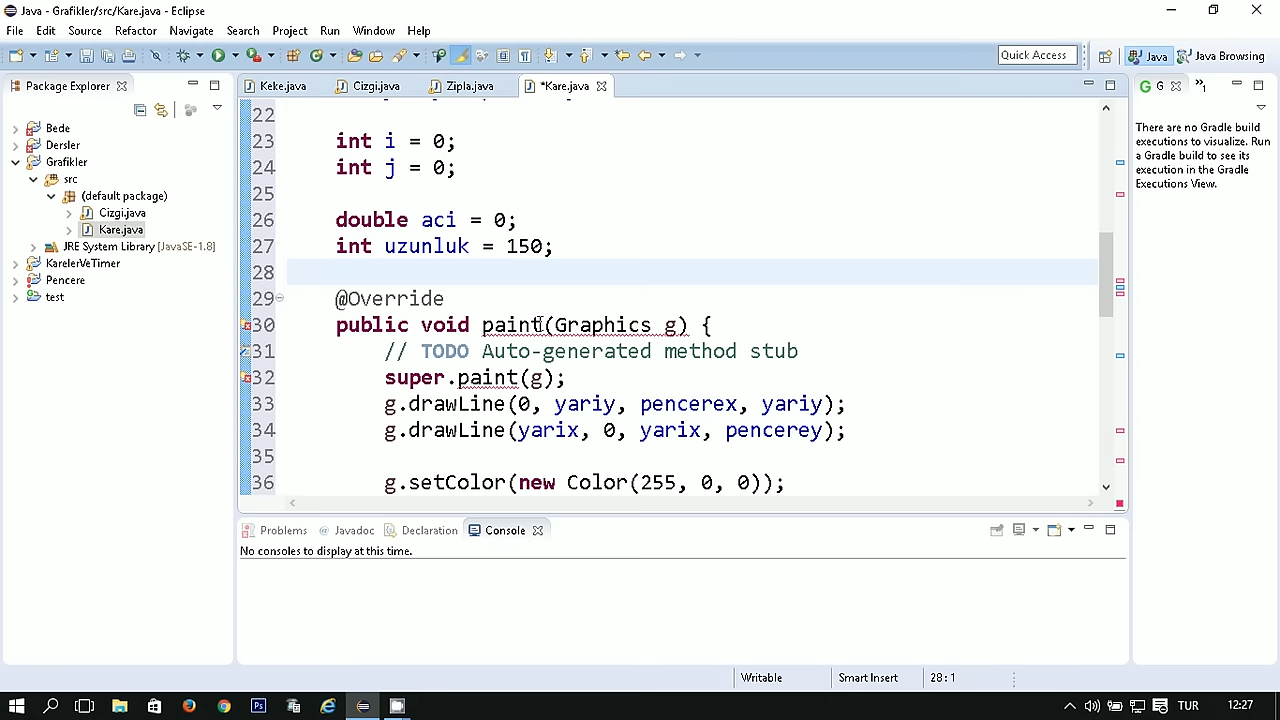 Java - Grafikler/src/Kare.java - Eclipse
File Edit Source Refactor Navigate Search Project Run Window Help
Quick Access Java Java Browsing
Package Explorer
Keke.java Cizgi.java Zipla.java *Kare.java
G
1
Bede
Dersler
Grafikler
src
(default package)
Cizgi.java
Kare.java
JRE System Library [JavaSE-1.8]
KarelerVeTimer
Pencere
test
22
23 int i = 0;
24 int j = 0;
25
26 double aci = 0;
27 int uzunluk = 150;
28
29 @Override
30 public void paint(Graphics g) {
31 // TODO Auto-generated method stub
32 super.paint(g);
33 g.drawLine(0, yariy, pencerex, yariy);
34 g.drawLine(yarix, 0, yarix, pencerey);
35
36 g.setColor(new Color(255, 0, 0));
There are no Gradle build
executions to visualize. Run
a Gradle build to see its
execution in the Gradle
Executions View.
Problems @ Javadoc Declaration Console
No consoles to display at this time.
Writable Smart Insert 28 : 1
TUR 12:27